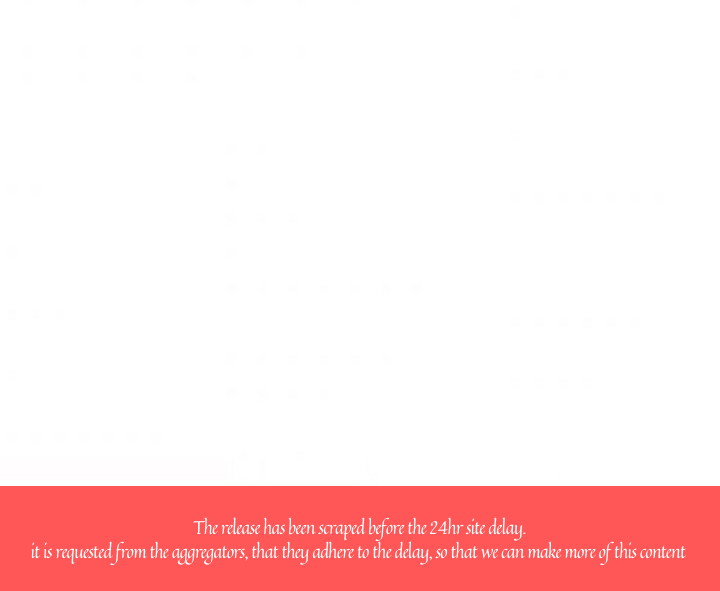 The release has been scraped before the 24hr site delay.
it is requested from the aggregators, that they adhere to the delay, so that we can make more of this content